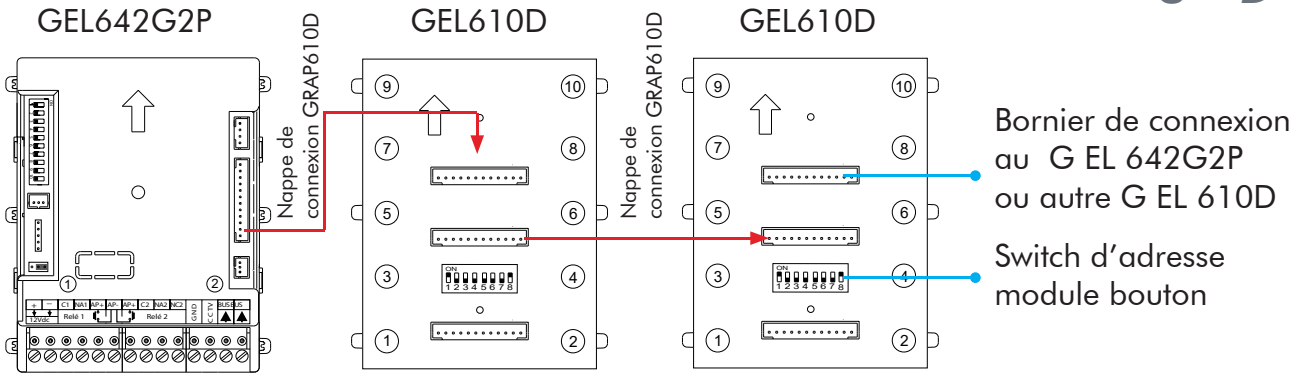 GEL642G2P
GEL610D
GEL610D
Nappe de
connexion GRAP610D
Nappe de
connexion GRAP610D
① ②
+ − C1 NA1 AP+ AP- AP+ C2 NA2 NC2 GND CCTV BUS BUS
12Vdc Relé 1 Relé 2
⑨ ⑩
⑦ ⑧
⑤ ⑥
③ ④
① ②
ON
1 2 3 4 5 6 7 8
⑨ ⑩
⑦ ⑧
⑤ ⑥
③ ④
① ②
ON
1 2 3 4 5 6 7 8
Bornier de connexion
au G EL 642G2P
ou autre G EL 610D
Switch d’adresse
module bouton